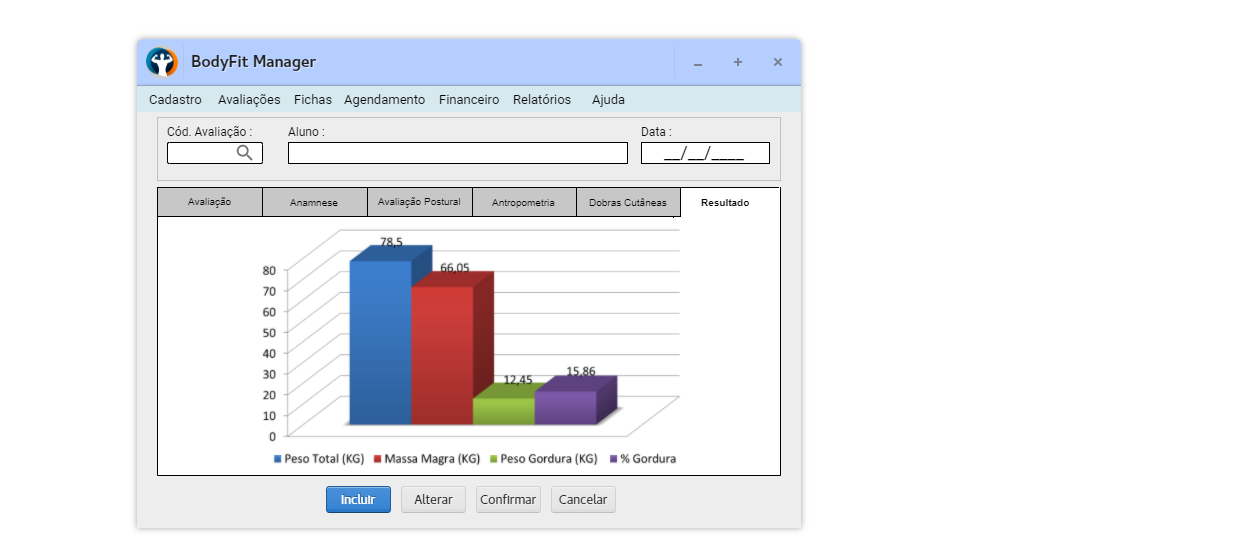 BodyFit Manager
Cadastro Avaliações Fichas Agendamento Financeiro Relatórios Ajuda
Cód. Avaliação : Aluno : Data :
__/__/____
Avaliação Anamnese Avaliação Postural Antropometria Dobras Cutâneas Resultado
78,5
66,05
80
70
60
50
40
30
20
10
0
12,45
15,86
Peso Total (KG) Massa Magra (KG) Peso Gordura (KG) % Gordura
Incluir Alterar Confirmar Cancelar